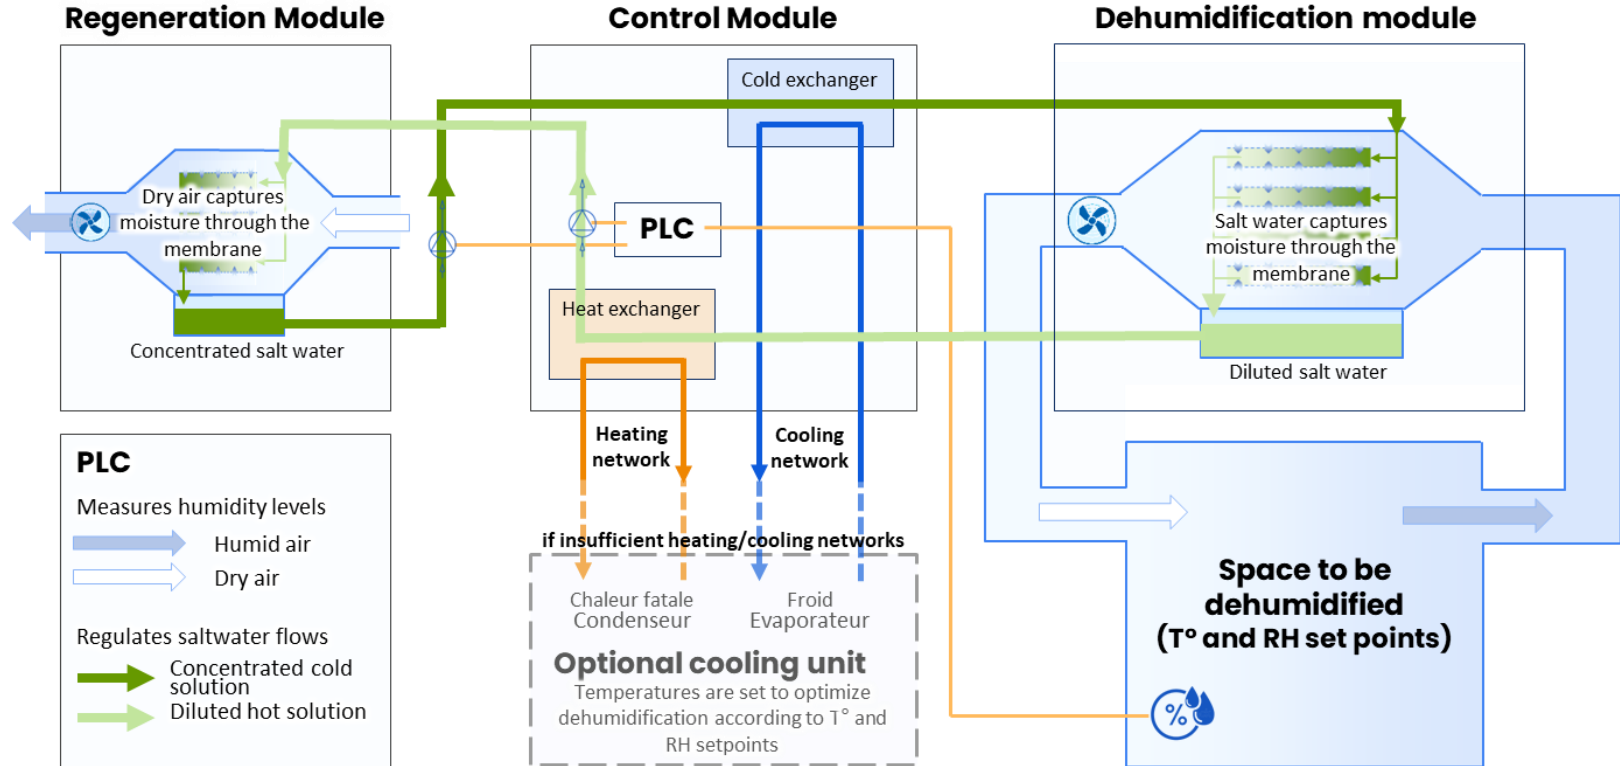 Regeneration Module
Control Module
Dehumidification module
Cold exchanger
Dry air captures
moisture through the
membrane
PLC
Salt water captures
moisture through the
membrane
Heat exchanger
Concentrated salt water
Diluted salt water
PLC
Measures humidity levels
Humid air
Dry air
Regulates saltwater flows
Concentrated cold
solution
Diluted hot solution
Heating
network
Cooling
network
if insufficient heating/cooling networks
Chaleur fatale
Condenseur
Froid
Evaporateur
Optional cooling unit
Temperatures are set to optimize
dehumidification according to T° and
RH setpoints
Space to be
dehumidified
(T° and RH set points)
%